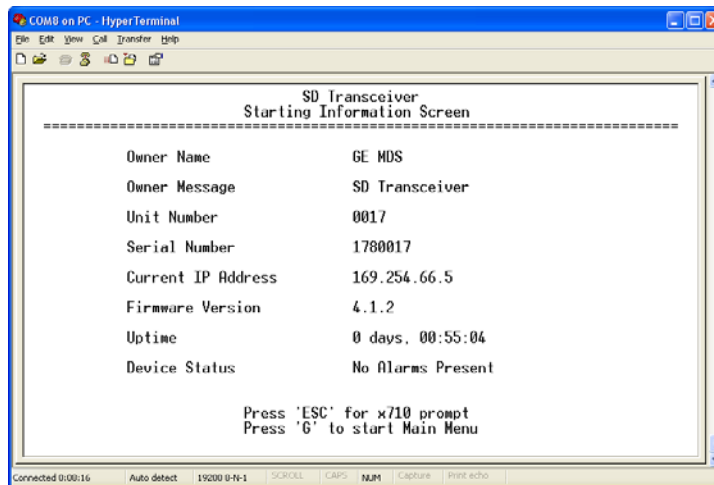 COM8 on PC - HyperTerminal
File Edit View Call Transfer Help
SD Transceiver
Starting Information Screen
================================================================================
Owner Name GE MDS
Owner Message SD Transceiver
Unit Number 0017
Serial Number 1780017
Current IP Address 169.254.66.5
Firmware Version 4.1.2
Uptime 0 days, 00:55:04
Device Status No Alarms Present
Press 'ESC' for x710 prompt
Press 'G' to start Main Menu
Connected 0:08:16 Auto detect 19200 8-N-1 SCROLL CAPS NUM Capture Print echo